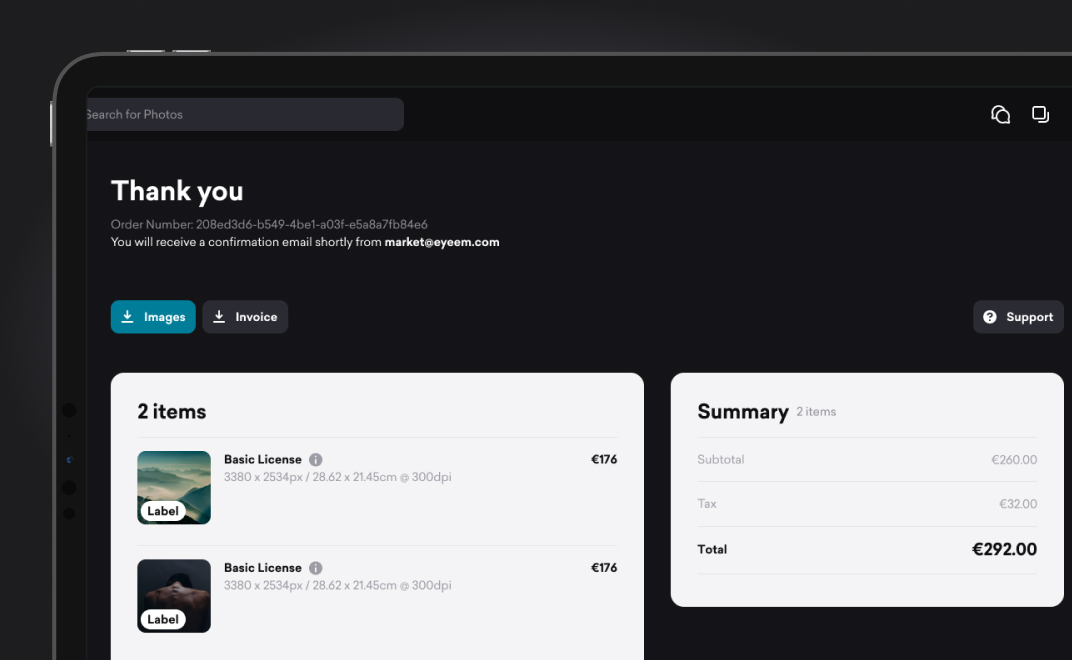 Search for Photos
Thank you
Order Number: 208ed3d6-b549-4be1-a03f-e5a8a7fb84e6
You will receive a confirmation email shortly from market@eyeem.com
Images
Invoice
Support
2 items
Basic License
€176
3380 x 2534px / 28.62 x 21.45cm @ 300dpi
Label
Basic License
€176
3380 x 2534px / 28.62 x 21.45cm @ 300dpi
Label
Summary 2 items
Subtotal €260.00
Tax €32.00
Total €292.00